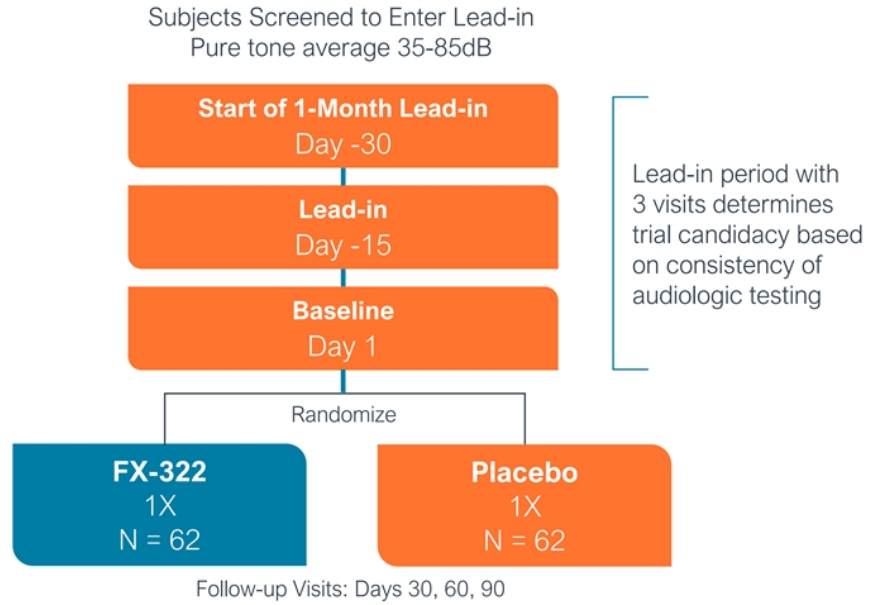 Subjects Screened to Enter Lead-in
Pure tone average 35-85dB
Start of 1-Month Lead-in
Day -30
Lead-in
Day -15
Baseline
Day 1
Lead-in period with
3 visits determines
trial candidacy based
on consistency of
audiologic testing
Randomize
FX-322
1X
N = 62
Placebo
1X
N = 62
Follow-up Visits: Days 30, 60, 90